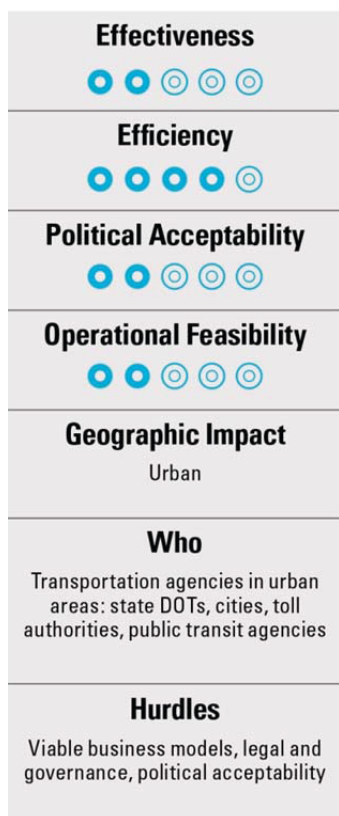 Effectiveness
Efficiency
Political Acceptability
Operational Feasibility
Geographic Impact
Urban
Who
Transportation agencies in urban
areas: state DOTs, cities, toll
authorities, public transit agencies
Hurdles
Viable business models, legal and
governance, political acceptability